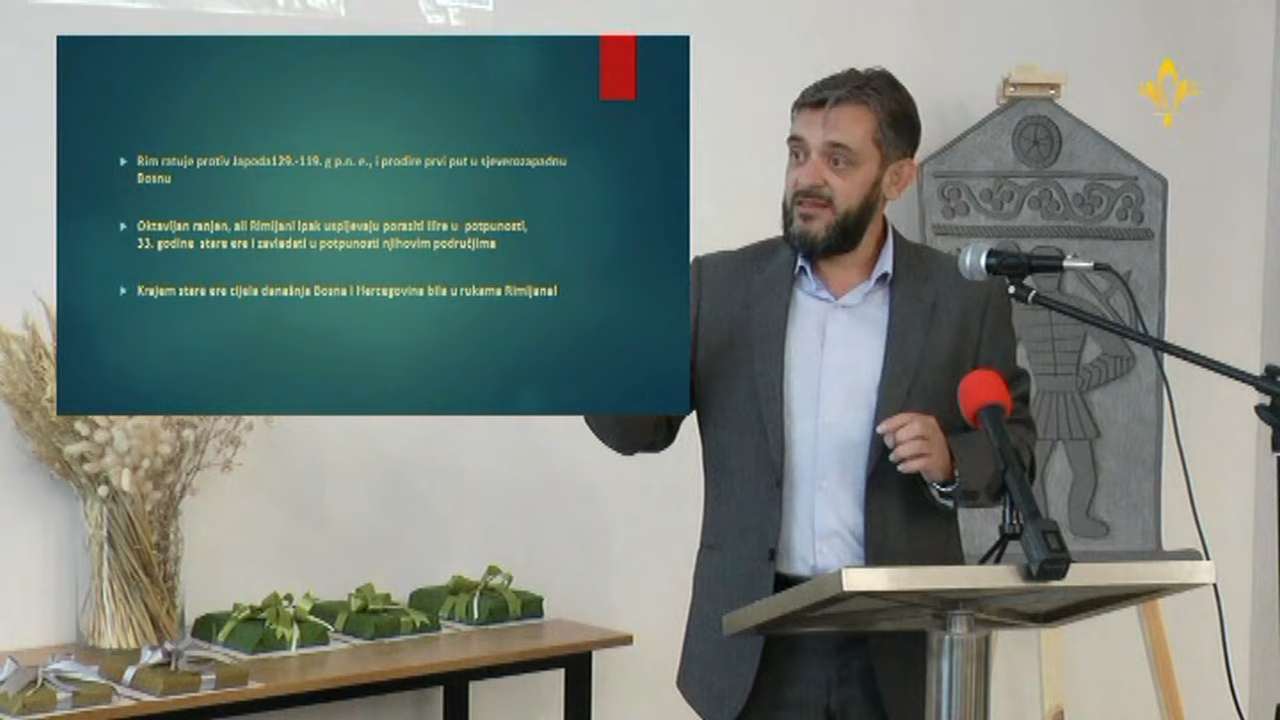 Rim ratuje protiv Japoda129.-119. g p.n. e., i prodire prvi put u sjeverozapadnu
Bosnu
Oktavijan ranjen, ali Rimljani ipak uspijevaju poraziti Ilire u potpunosti,
33. godine stare ere i zavladati u potpunosti njihovim područjima
Krajem stare ere cijela današnja Bosna i Hercegovina bila u rukama Rimljana!